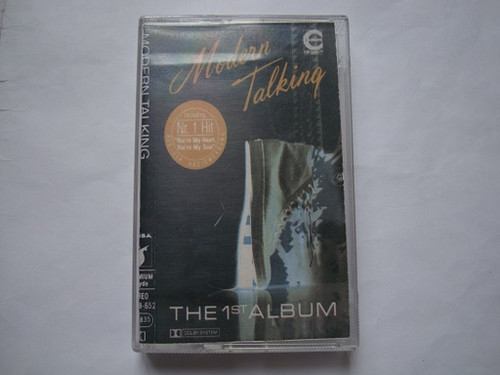 MODERN TALKING
Modern
Talking
Including
Nr. 1 Hit
You're My Heart
You're My Soul
THE 1ST ALBUM
DOLBY SYSTEM